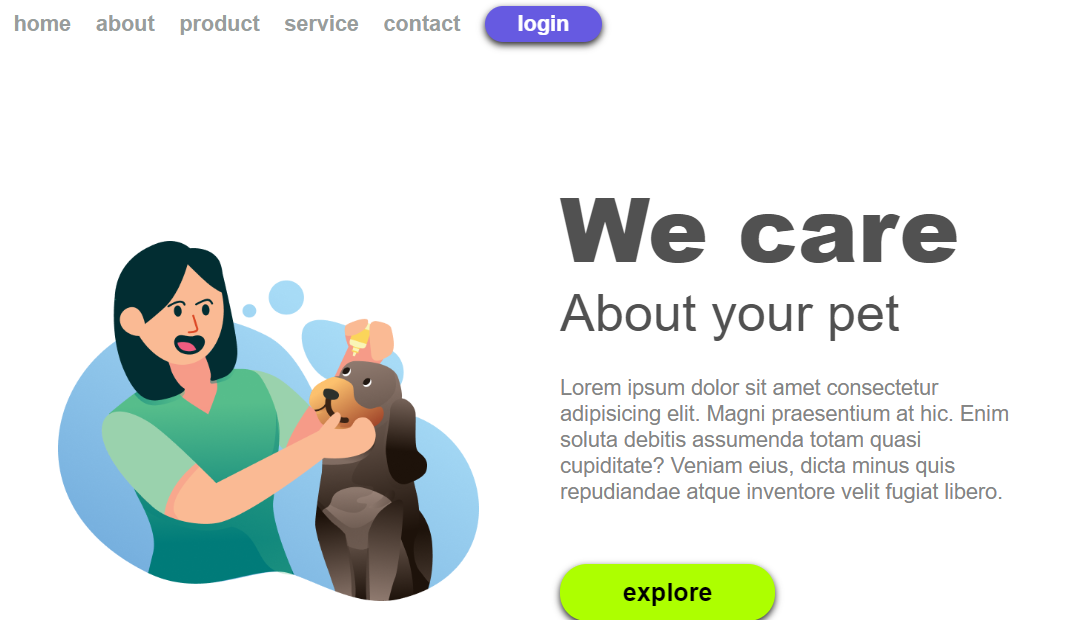 home about product service contact login
We care
About your pet
Lorem ipsum dolor sit amet consectetur
adipisicing elit. Magni praesentium at hic. Enim
soluta debitis assumenda totam quasi
cupiditate? Veniam eius, dicta minus quis
repudiandae atque inventore velit fugiat libero.
explore